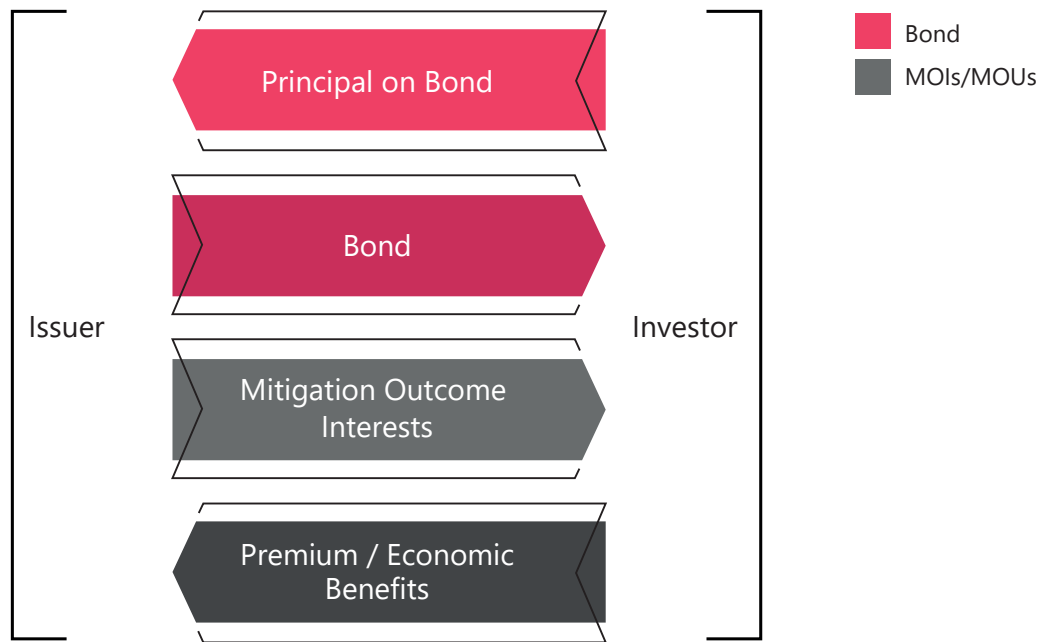 Principal on Bond
Bond
Issuer
Investor
Mitigation Outcome
Interests
Premium / Economic
Benefits
Bond
MOIs/MOUs